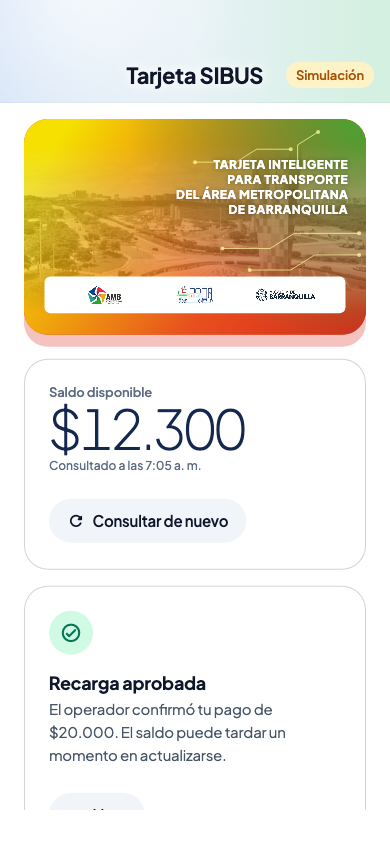 Tarjeta SIBUS
Simulación
TARJETA INTELIGENTE
PARA TRANSPORTE
DEL ÁREA METROPOLITANA
DE BARRANQUILLA
AMB
BARRANQUILLA
Saldo disponible
$12.300
Consultado a las 7:05 a. m.
Consultar de nuevo
Recarga aprobada
El operador confirmó tu pago de
$20.000. El saldo puede tardar un
momento en actualizarse.